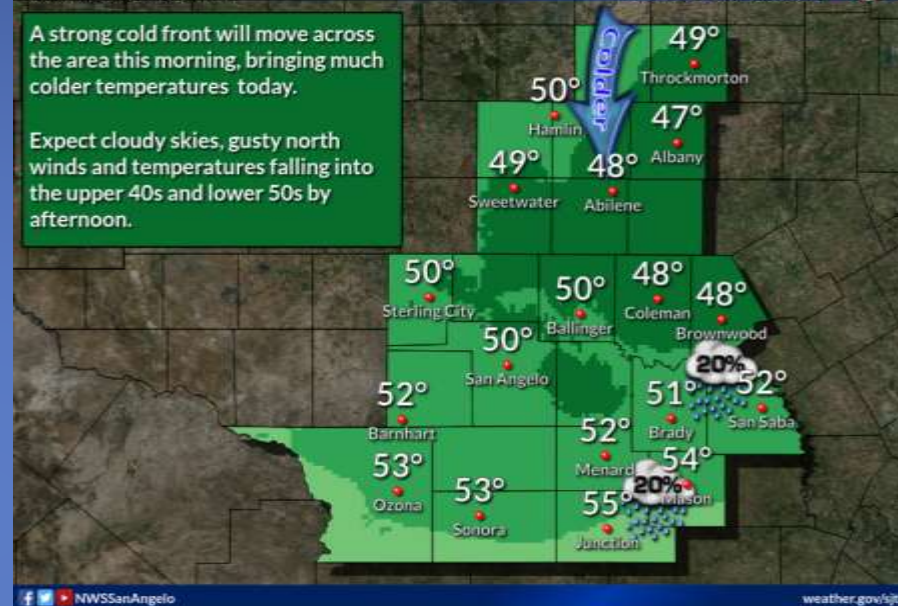 A strong cold front will move across
the area this morning, bringing much
colder temperatures today.
Expect cloudy skies, gusty north
winds and temperatures falling into
the upper 40s and lower 50s by
afternoon.
Colder
49°
Throckmorton
50°
Hamlin
47°
Albany
49°
Sweetwater
48°
Abilene
50°
Sterling City
50°
Ballinger
48°
Coleman
48°
Brownwood
50°
San Angelo
20%
52°
Barnhart
51°
Brady
52°
San Saba
52°
Menard
54°
Mason
20%
53°
Ozona
53°
Sonora
55°
Junction
NWSSanAngelo
weather.gov/sjt